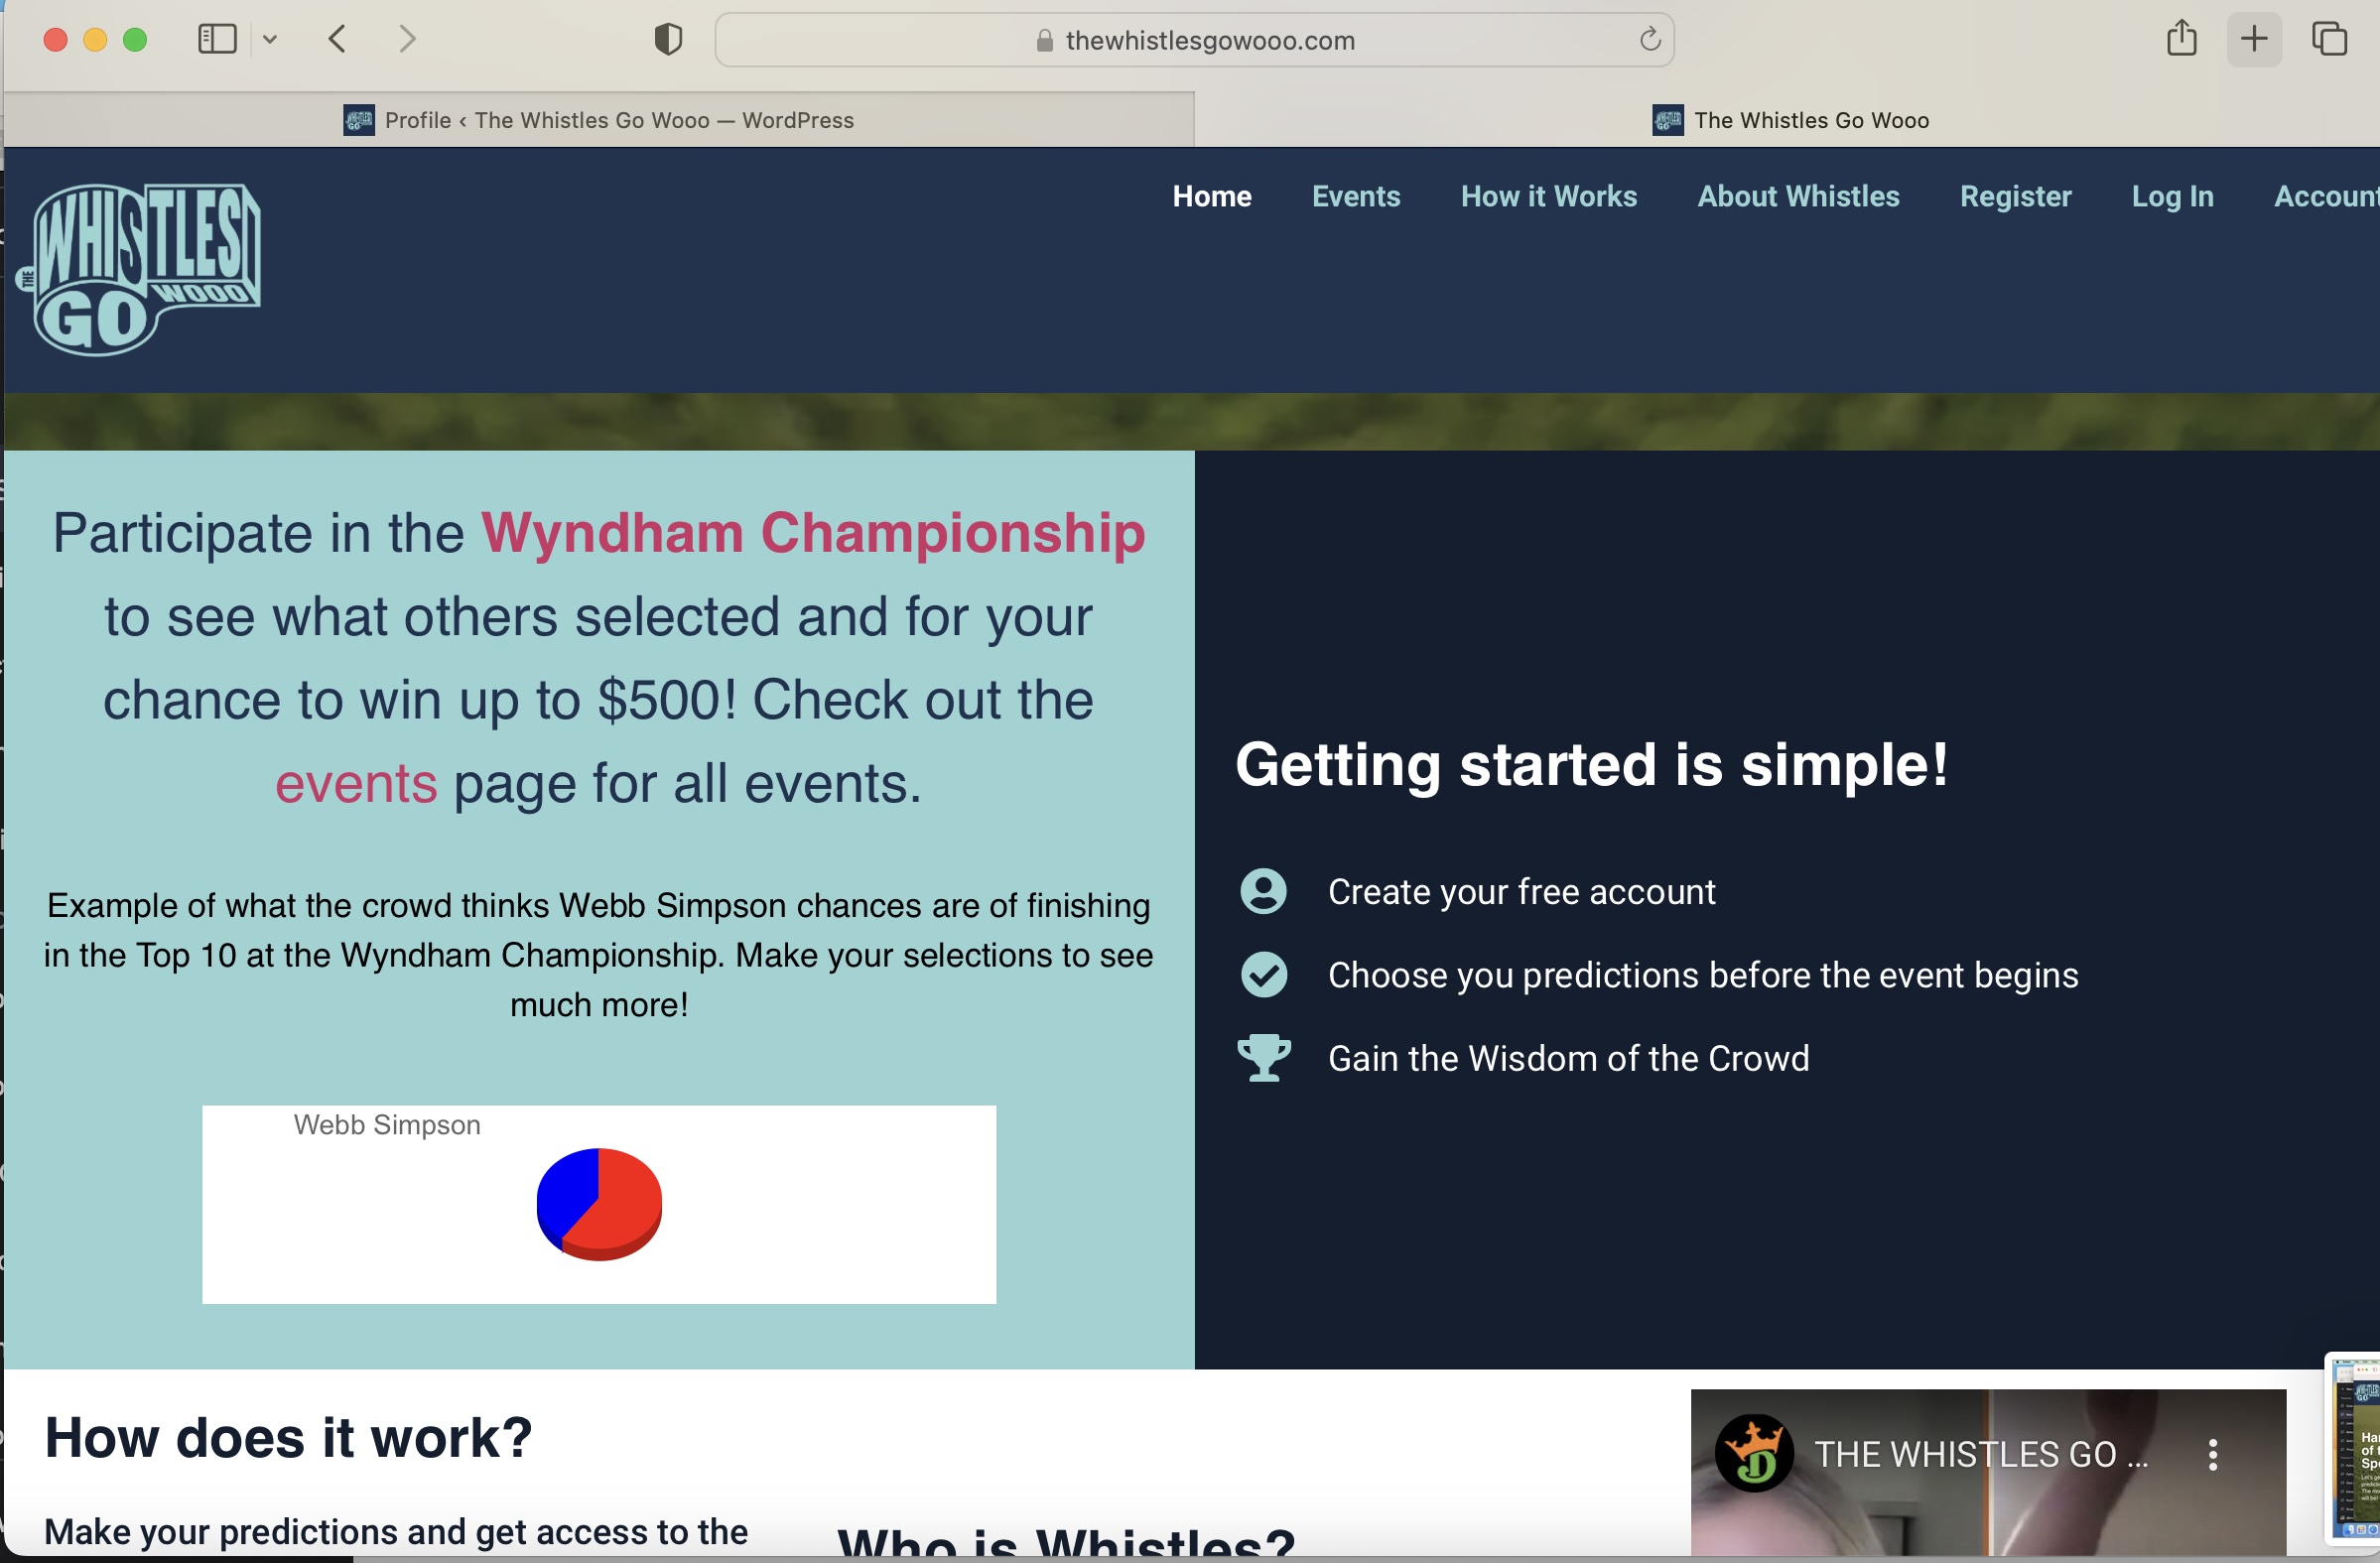 thewhistlesgowooo.com
Profile ‹ The Whistles Go Wooo — WordPress
The Whistles Go Wooo
THE
WHISTLES
GO
WOOO
Home Events How it Works About Whistles Register Log In Account
Participate in the Wyndham Championship
to see what others selected and for your
chance to win up to $500! Check out the
events page for all events.
Example of what the crowd thinks Webb Simpson chances are of finishing
in the Top 10 at the Wyndham Championship. Make your selections to see
much more!
Webb Simpson
Getting started is simple!
Create your free account
Choose you predictions before the event begins
Gain the Wisdom of the Crowd
How does it work?
Make your predictions and get access to the
Who is Whistles?
THE WHISTLES GO ...